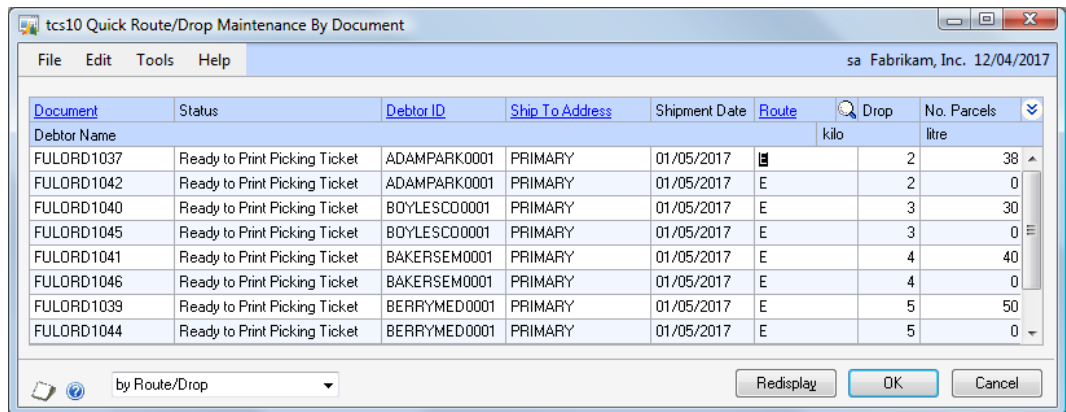 tcs10 Quick Route/Drop Maintenance By Document
File Edit Tools Help sa Fabrikam, Inc. 12/04/2017
Document Status Debtor ID Ship To Address Shipment Date Route Drop No. Parcels
Debtor Name kilo litre
FULORD1037 Ready to Print Picking Ticket ADAMPARK0001 PRIMARY 01/05/2017 E 2 38
FULORD1042 Ready to Print Picking Ticket ADAMPARK0001 PRIMARY 01/05/2017 E 2 0
FULORD1040 Ready to Print Picking Ticket BOYLESCO0001 PRIMARY 01/05/2017 E 3 30
FULORD1045 Ready to Print Picking Ticket BOYLESCO0001 PRIMARY 01/05/2017 E 3 0
FULORD1041 Ready to Print Picking Ticket BAKERSEM0001 PRIMARY 01/05/2017 E 4 40
FULORD1046 Ready to Print Picking Ticket BAKERSEM0001 PRIMARY 01/05/2017 E 4 0
FULORD1039 Ready to Print Picking Ticket BERRYMED0001 PRIMARY 01/05/2017 E 5 50
FULORD1044 Ready to Print Picking Ticket BERRYMED0001 PRIMARY 01/05/2017 E 5 0
by Route/Drop Redisplay OK Cancel